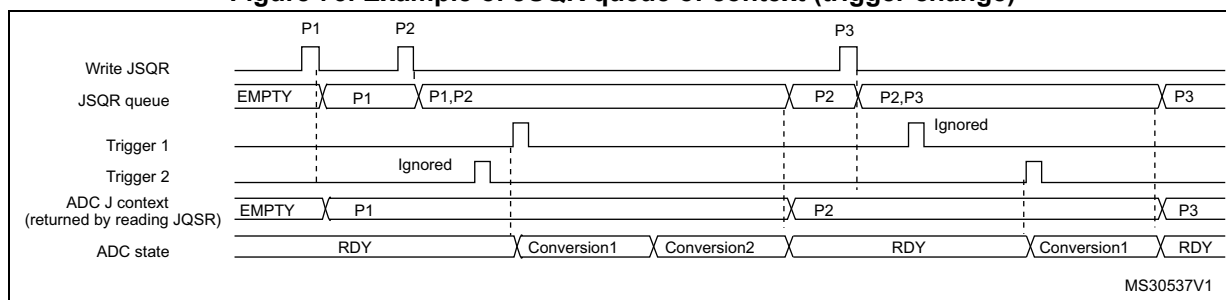 Figure 73. Example of JSQR queue of context (trigger change)
P1 P2 P3
Write JSQR
JSQR queue EMPTY P1 P1,P2 P2 P2,P3 P3
Trigger 1 Ignored
Trigger 2 Ignored
ADC J context
(returned by reading JQSR) EMPTY P1 P2 P3
ADC state RDY Conversion1 Conversion2 RDY Conversion1 RDY
MS30537V1